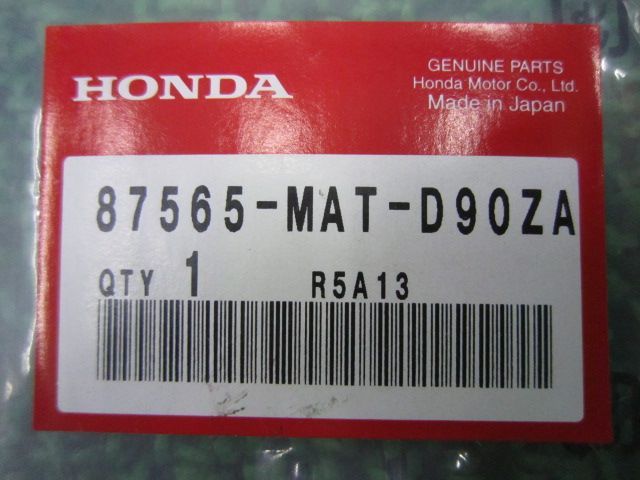 HONDA
GENUINE PARTS
Honda Motor Co., Ltd.
Made in Japan
87565-MAT-D90ZA
QTY 1 R5A13